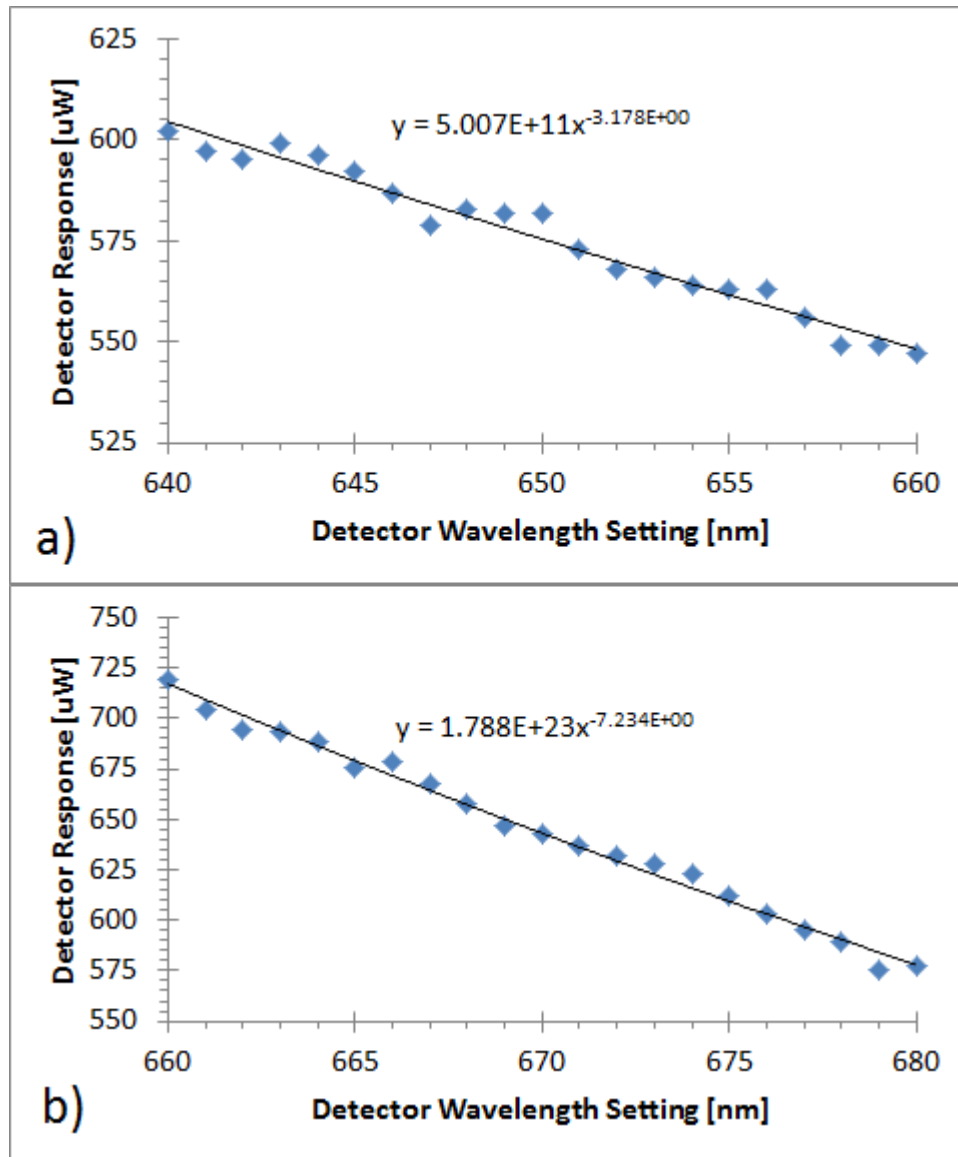 625
600
575
550
525
Detector Response [uW]
y = 5.007E+11x^-3.178E+00
640 645 650 655 660
Detector Wavelength Setting [nm]
a)
750
725
700
675
650
625
600
575
550
Detector Response [uW]
y = 1.788E+23x^-7.234E+00
660 665 670 675 680
Detector Wavelength Setting [nm]
b)